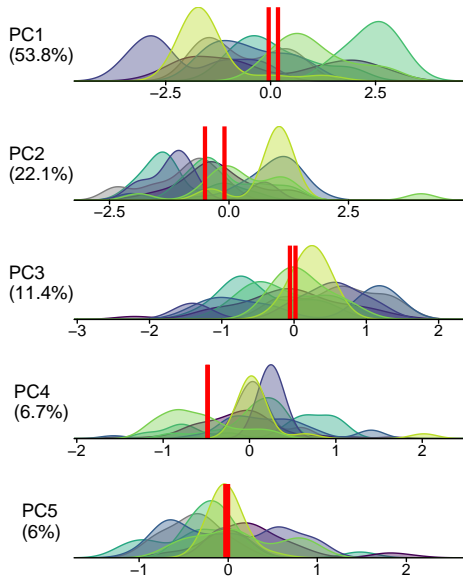 PC1
(53.8%)
−2.5 0.0 2.5
PC2
(22.1%)
−2.5 0.0 2.5
PC3
(11.4%)
−3 −2 −1 0 1 2
PC4
(6.7%)
−2 −1 0 1 2
PC5
(6%)
−1 0 1 2